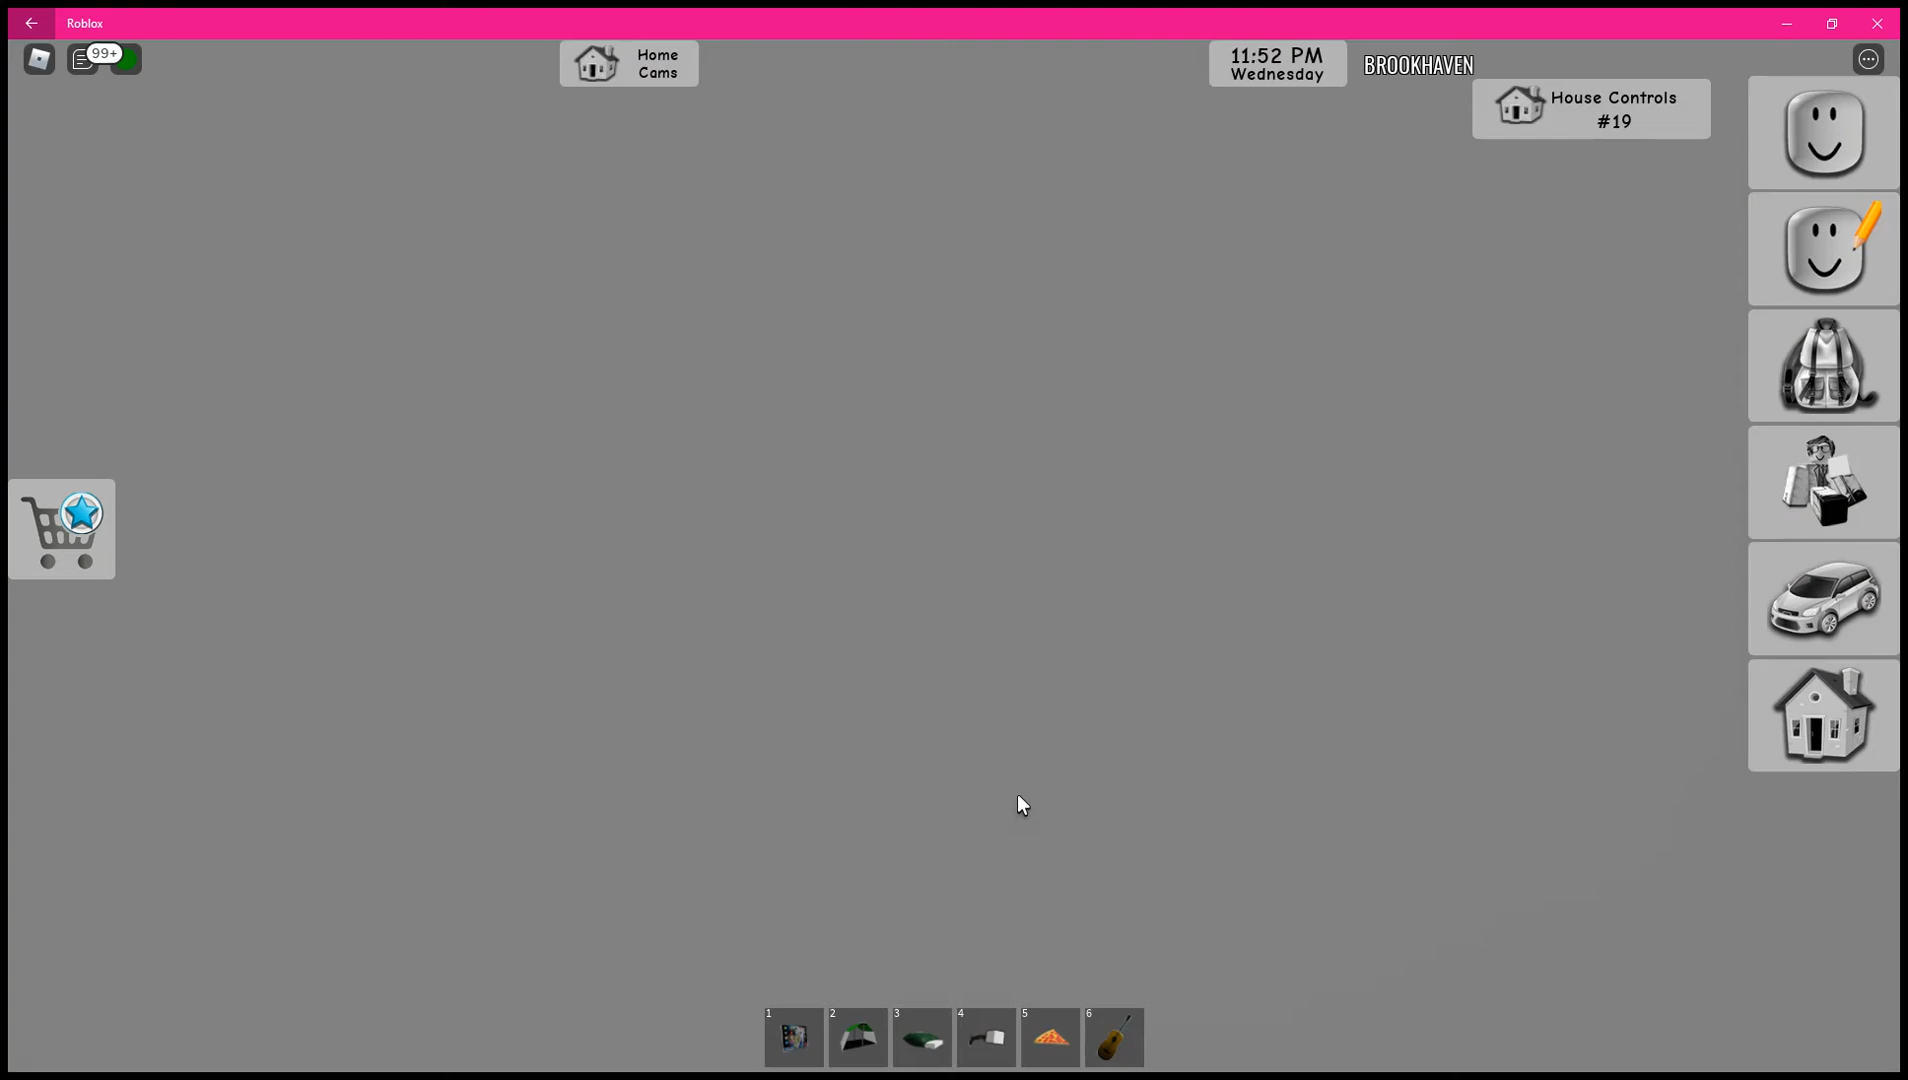 Roblox
99+
Home
Cams
11:52 PM
Wednesday
BROOKHAVEN
House Controls
#19
1
2
3
4
5
6